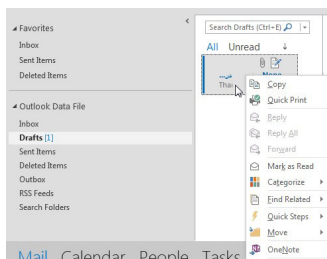 Favorites
Inbox
Sent Items
Deleted Items
Outlook Data File
Inbox
Drafts [1]
Sent Items
Deleted Items
Outbox
RSS Feeds
Search Folders
Mail Calendar People Tasks
Search Drafts (Ctrl+E)
All Unread
None
Copy
Quick Print
Reply
Reply All
Forward
Mark as Read
Categorize
Find Related
Quick Steps
Move
OneNote